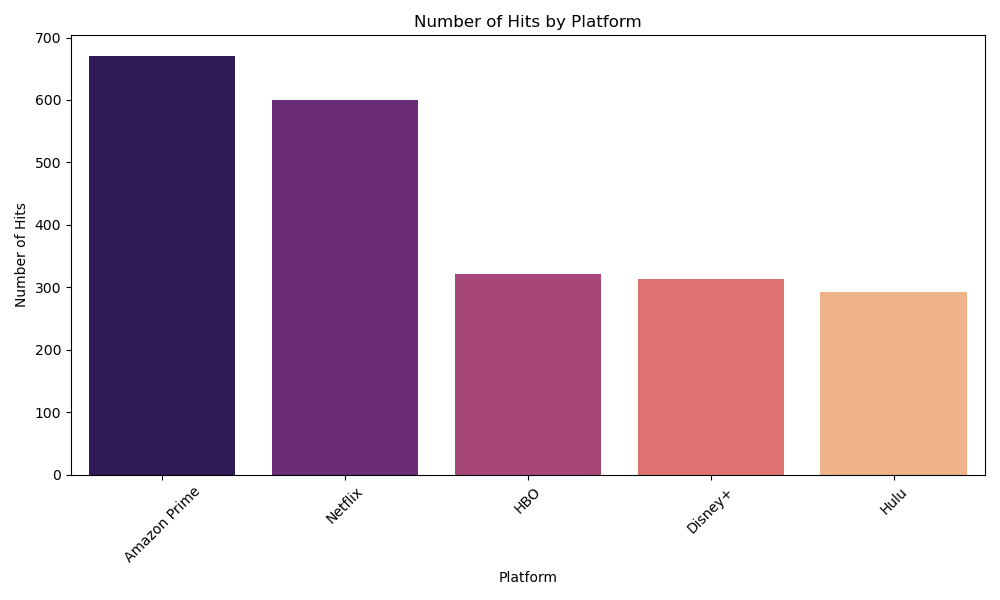 Number of Hits by Platform
700
600
500
400
300
200
100
0
Number of Hits
Amazon Prime
Netflix
HBO
Disney+
Hulu
Platform